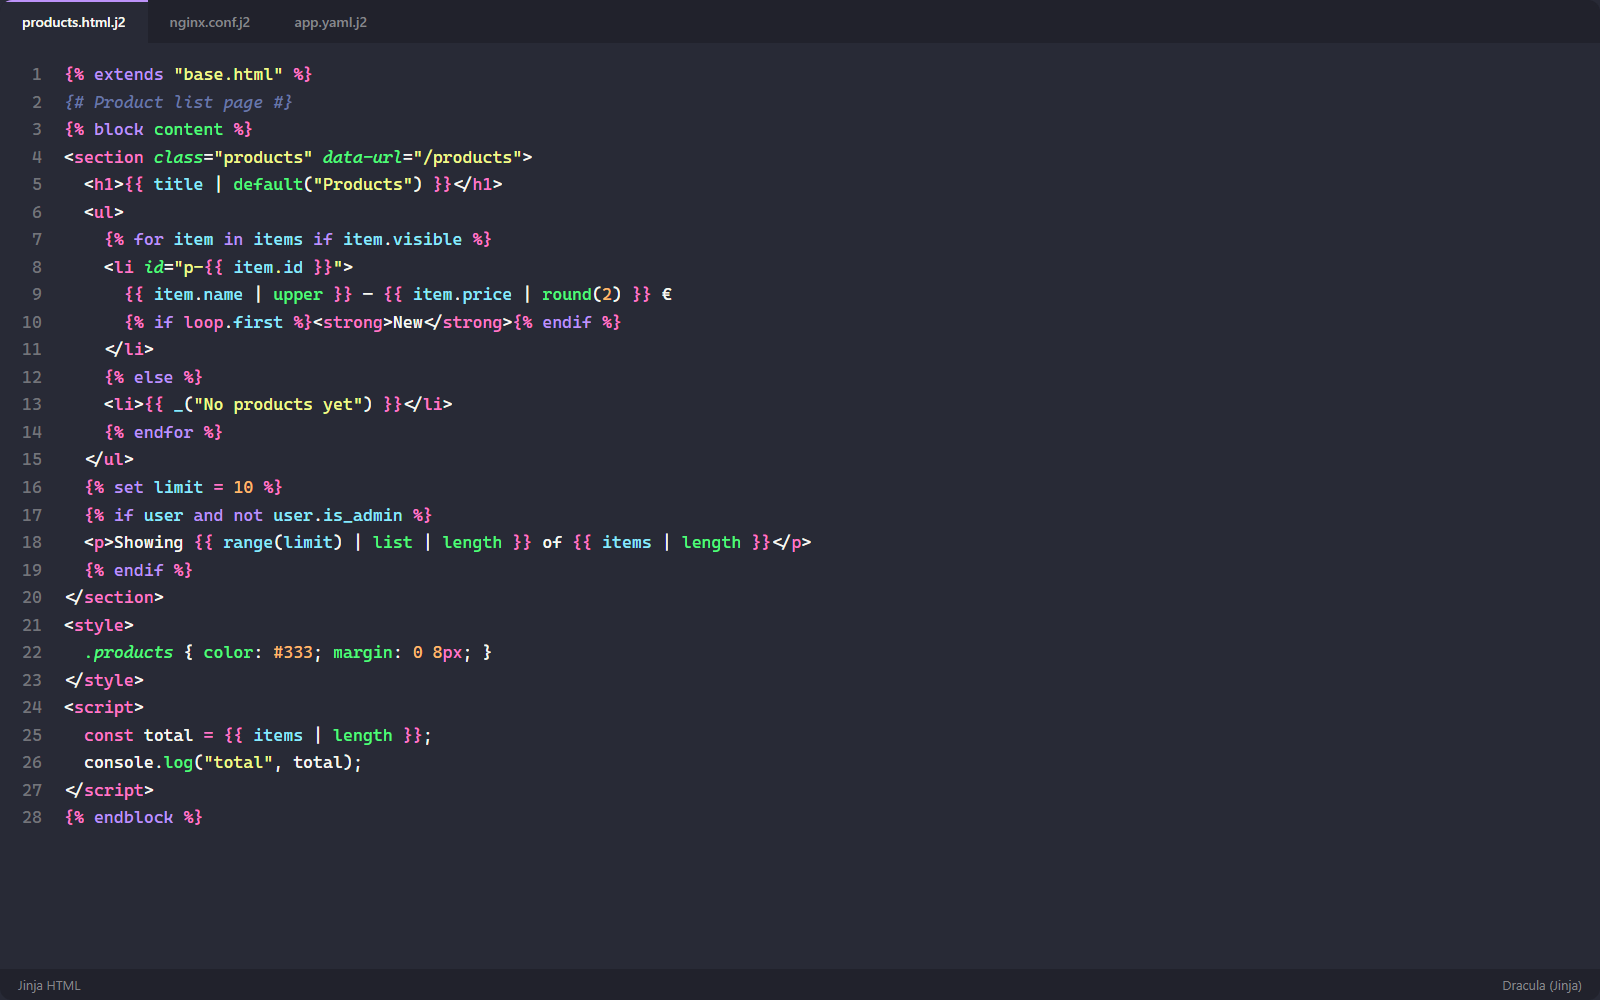 products.html.j2 nginx.conf.j2 app.yaml.j2
1 {% extends "base.html" %}
2 {# Product list page #}
3 {% block content %}
4 <section class="products" data-url="/products">
5   <h1>{{ title | default("Products") }}</h1>
6   <ul>
7     {% for item in items if item.visible %}
8     <li id="p-{{ item.id }}">
9       {{ item.name | upper }} — {{ item.price | round(2) }} €
10       {% if loop.first %}<strong>New</strong>{% endif %}
11     </li>
12     {% else %}
13     <li>{{ _("No products yet") }}</li>
14     {% endfor %}
15   </ul>
16   {% set limit = 10 %}
17   {% if user and not user.is_admin %}
18   <p>Showing {{ range(limit) | list | length }} of {{ items | length }}</p>
19   {% endif %}
20 </section>
21 <style>
22   .products { color: #333; margin: 0 8px; }
23 </style>
24 <script>
25   const total = {{ items | length }};
26   console.log("total", total);
27 </script>
28 {% endblock %}
Jinja HTML Dracula (Jinja)